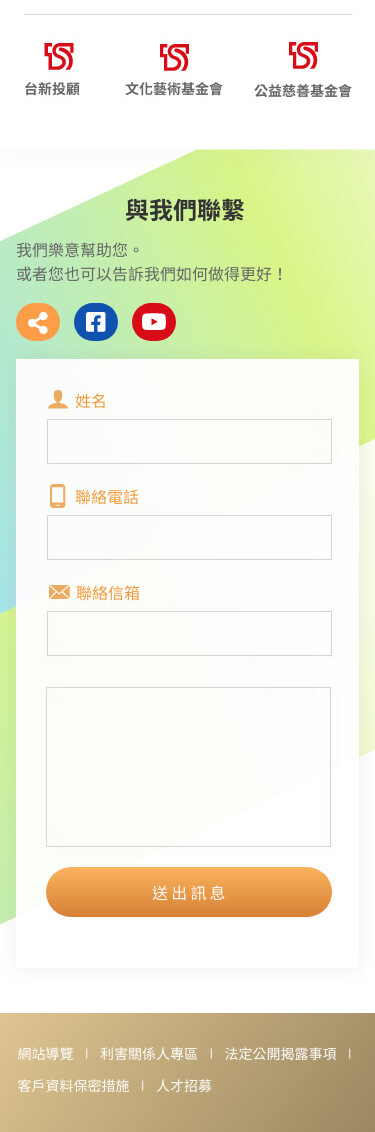 台新投顧 文化藝術基金會 公益慈善基金會
與我們聯繫
我們樂意幫助您。
或者您也可以告訴我們如何做得更好！
姓名
聯絡電話
聯絡信箱
送出訊息
網站導覽 | 利害關係人專區 | 法定公開揭露事項 |
客戶資料保密措施 | 人才招募